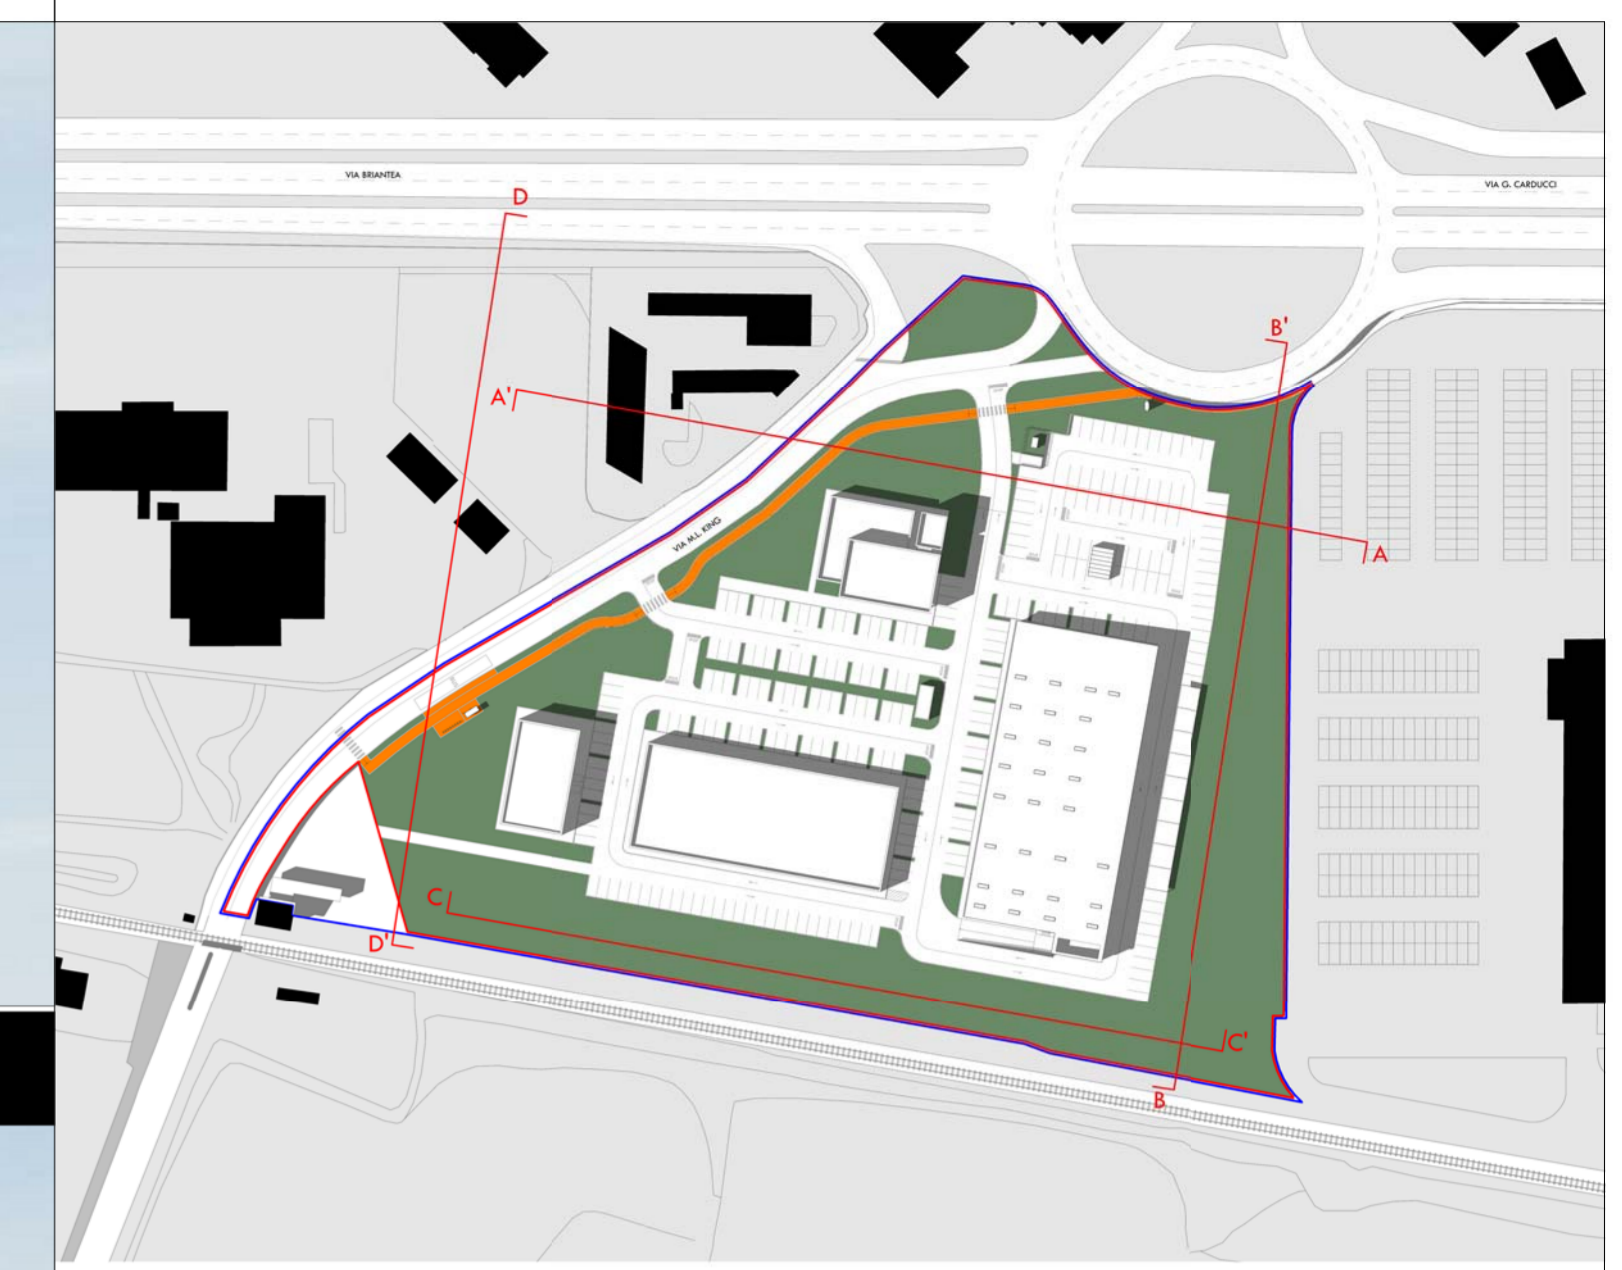 VIA BRIANTEA
VIA G. CARDUCCI
D
B'
A'
VIA M.L. KING
A
C
D'
C'
B